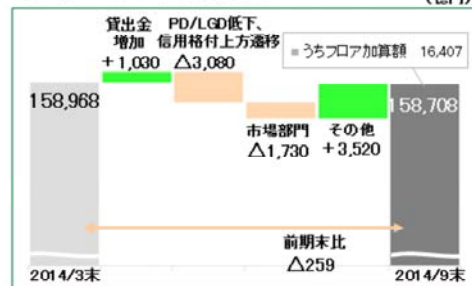 (億円)
貸出金
増加
+1,030
PD/LGD低下、
信用格付上方遷移
△3,080
■うちフロア加算額 16,407
158,968
158,708
市場部門
△1,730
その他
+3,520
前期末比
△259
2014/3末
2014/9末